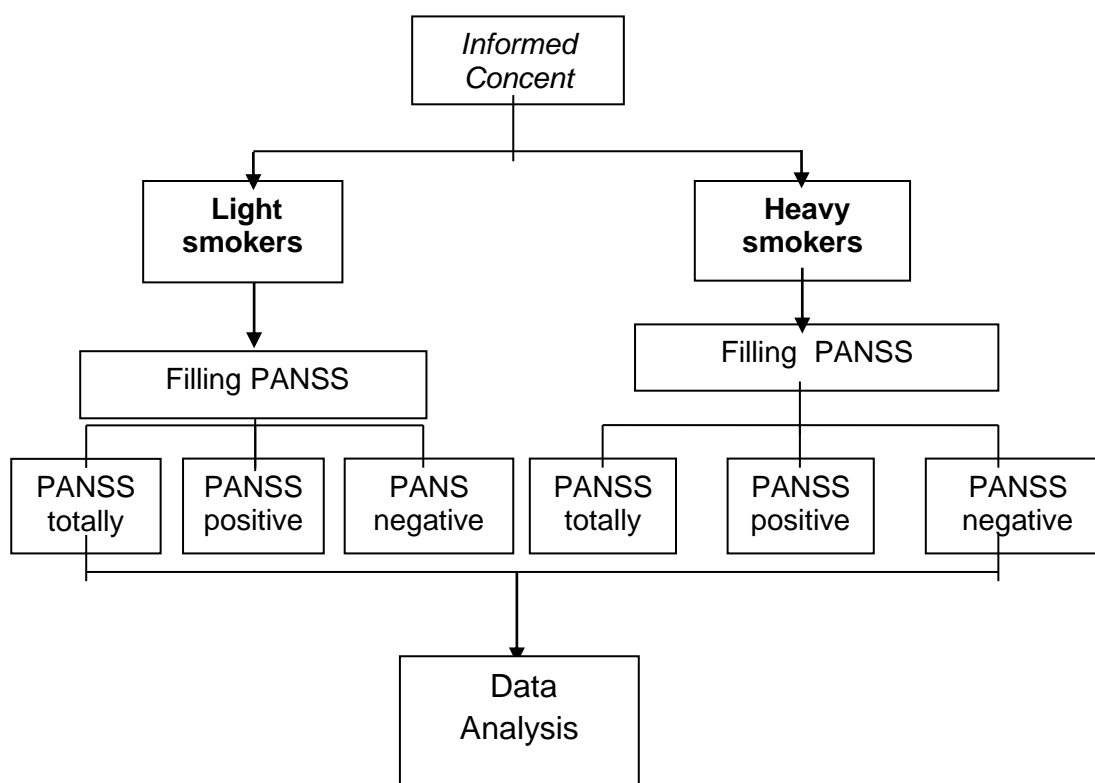 Informed
Concent
Light
smokers
Heavy
smokers
Filling PANSS
Filling PANSS
PANSS
totally
PANSS
positive
PANS
negative
PANSS
totally
PANSS
positive
PANSS
negative
Data
Analysis